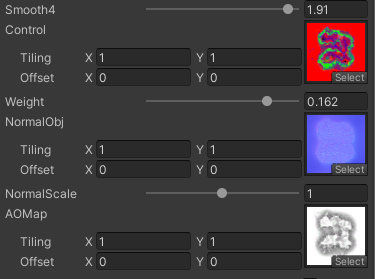 Smooth4 1.91
Control
Tiling X 1 Y 1
Offset X 0 Y 0 Select
Weight 0.162
NormalObj
Tiling X 1 Y 1
Offset X 0 Y 0 Select
NormalScale 1
AOMap
Tiling X 1 Y 1
Offset X 0 Y 0 Select